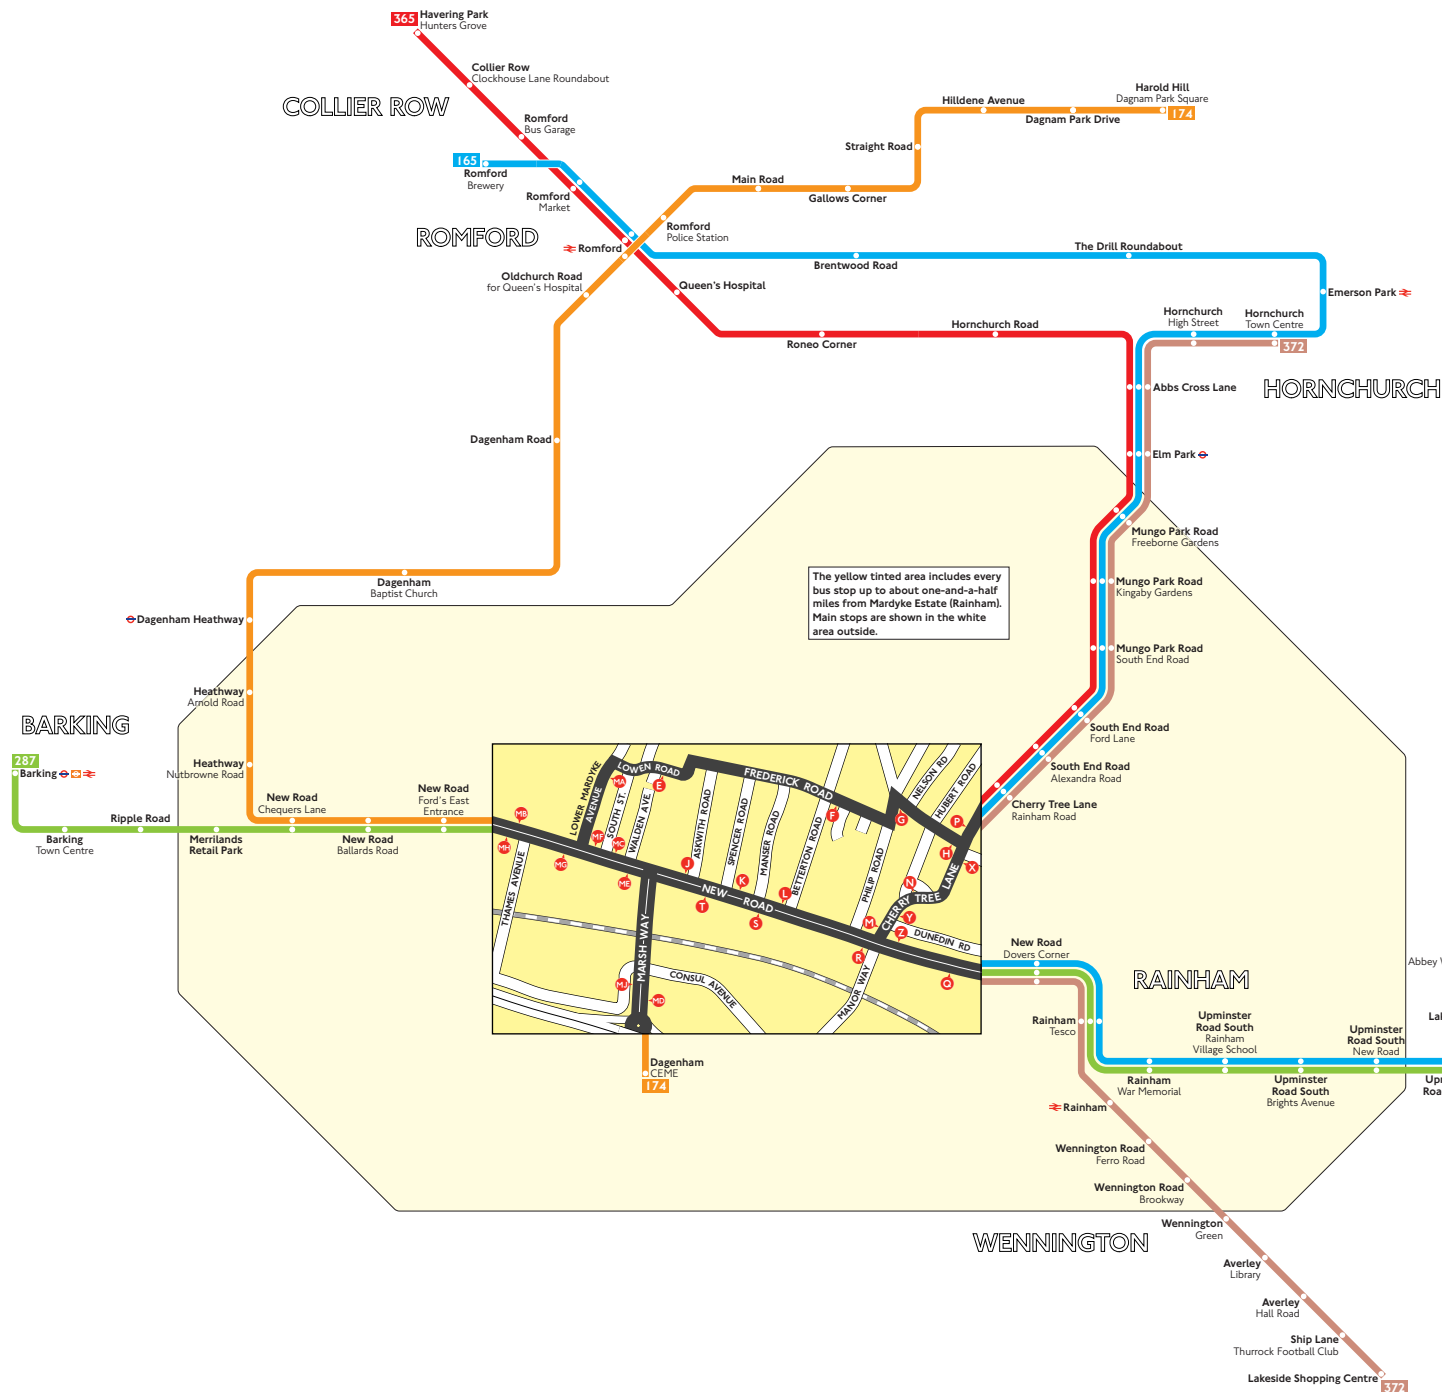 365
Havering Park
Hunters Grove
Collier Row
Clockhouse Lane Roundabout
COLLIER ROW
Romford
Bus Garage
165
Romford
Brewery
Romford
Market
ROMFORD
Romford
Romford
Police Station
Oldchurch Road
for Queen's Hospital
Queen's Hospital
Main Road
Gallows Corner
Straight Road
Hilldene Avenue
Dagnam Park Drive
Harold Hill
Dagnam Park Square
174
Brentwood Road
The Drill Roundabout
Emerson Park
Hornchurch
High Street
Hornchurch
Town Centre
372
HORNCHURCH
Roneo Corner
Hornchurch Road
Abbs Cross Lane
Elm Park
Dagenham Road
Dagenham
Baptist Church
Dagenham Heathway
Heathway
Arnold Road
Heathway
Nutbrowne Road
BARKING
287
Barking
Barking
Town Centre
Ripple Road
Merrilands
Retail Park
New Road
Chequers Lane
New Road
Ballards Road
New Road
Ford's East
Entrance
The yellow tinted area includes every
bus stop up to about one-and-a-half
miles from Mardyke Estate (Rainham).
Main stops are shown in the white
area outside.
Mungo Park Road
Freeborne Gardens
Mungo Park Road
Kingaby Gardens
Mungo Park Road
South End Road
South End Road
Ford Lane
South End Road
Alexandra Road
Cherry Tree Lane
Rainham Road
LOWER MARDYKE
AVENUE
LOWEN ROAD
SOUTH ST.
WALDEN AVE.
FREDERICK ROAD
ASKWITH ROAD
SPENCER ROAD
MANSER ROAD
BETTERTON ROAD
PHILIP ROAD
NELSON RD
HUBERT ROAD
CHERRY TREE LANE
DUNEDIN RD
NEW ROAD
THAMES AVENUE
MARSH WAY
CONSUL AVENUE
MANOR WAY
MA
MB
MC
MD
ME
MF
MG
MH
MJ
E
F
G
H
J
K
L
M
N
P
Q
R
S
T
X
Y
Z
Dagenham
CEME
174
New Road
Dovers Corner
RAINHAM
Rainham
Tesco
Rainham
War Memorial
Upminster
Road South
Rainham
Village School
Upminster
Road South
Brights Avenue
Upminster
Road South
New Road
Abbey
Rainham
Wennington Road
Ferro Road
Wennington Road
Brookway
WENNINGTON
Wennington
Green
Averley
Library
Averley
Hall Road
Ship Lane
Thurrock Football Club
Lakeside Shopping Centre
372